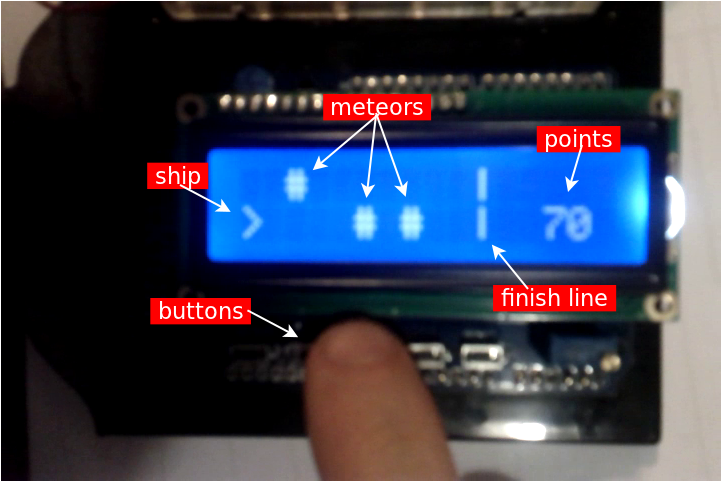 meteors
points
ship
#    |
> # # | 70
finish line
buttons